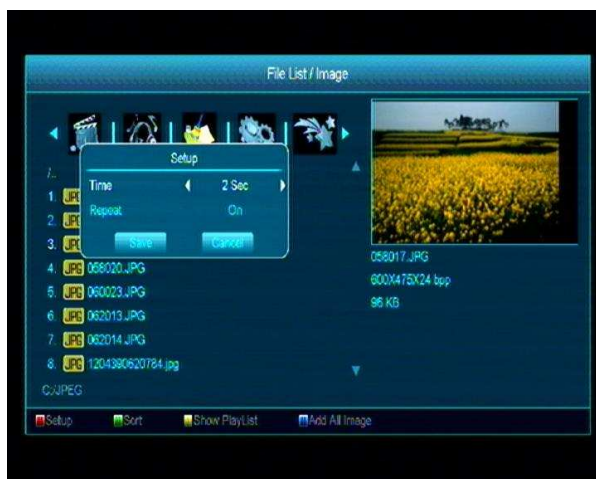 File List / Image
Setup
Time 2 Sec
Repeat On
Save Cancel
/..
1. JPG
2. JPG
3. JPG
4. JPG 058020.JPG
5. JPG 060023.JPG
6. JPG 062013.JPG
7. JPG 062014.JPG
8. JPG 1204390620784.jpg
C:/JPEG
058017.JPG
600X475X24 bpp
96 KB
Setup Sort Show PlayList Add All Image